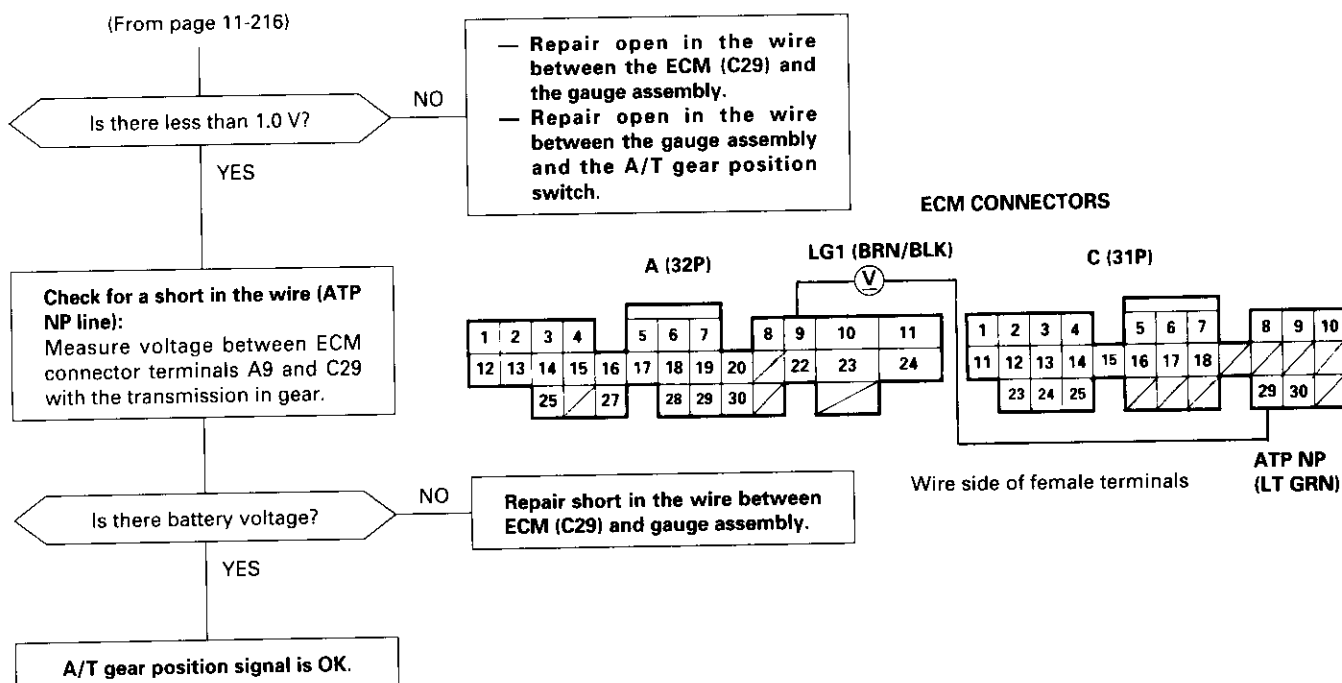 (From page 11-216)
Is there less than 1.0 V?
NO
YES
— Repair open in the wire
between the ECM (C29) and
the gauge assembly.
— Repair open in the wire
between the gauge assembly
and the A/T gear position
switch.
Check for a short in the wire (ATP
NP line):
Measure voltage between ECM
connector terminals A9 and C29
with the transmission in gear.
Is there battery voltage?
NO
YES
Repair short in the wire between
ECM (C29) and gauge assembly.
A/T gear position signal is OK.
ECM CONNECTORS
A (32P)
LG1 (BRN/BLK)
V
C (31P)
1 2 3 4 5 6 7 8 9 10 11
12 13 14 15 16 17 18 19 20 22 23 24
25 27 28 29 30
1 2 3 4 5 6 7 8 9 10
11 12 13 14 15 16 17 18
23 24 25 29 30
Wire side of female terminals
ATP NP
(LT GRN)